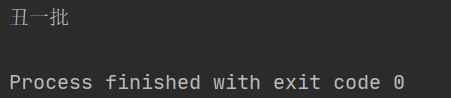 丑一批
Process finished with exit code 0